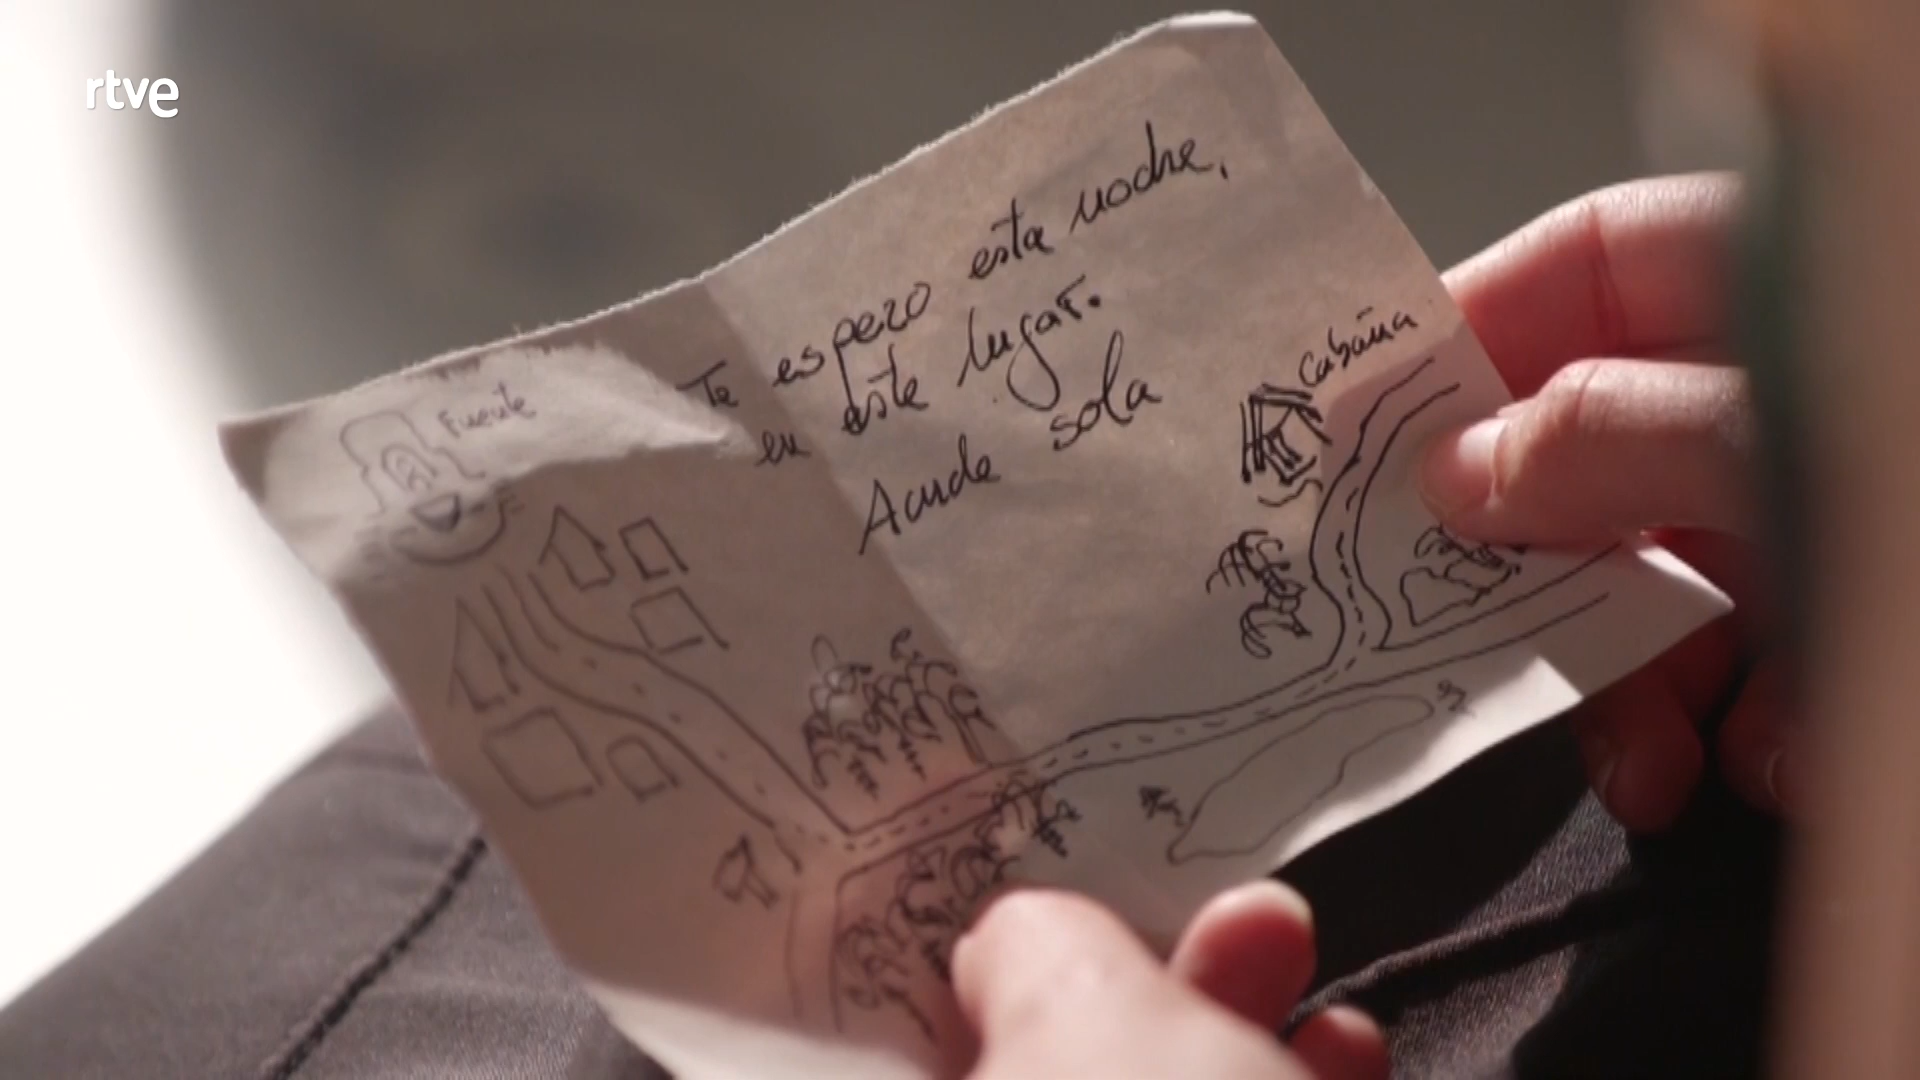 rtve
Te espero esta noche,
en este lugar.
Acude sola
Fuente
Cabaña